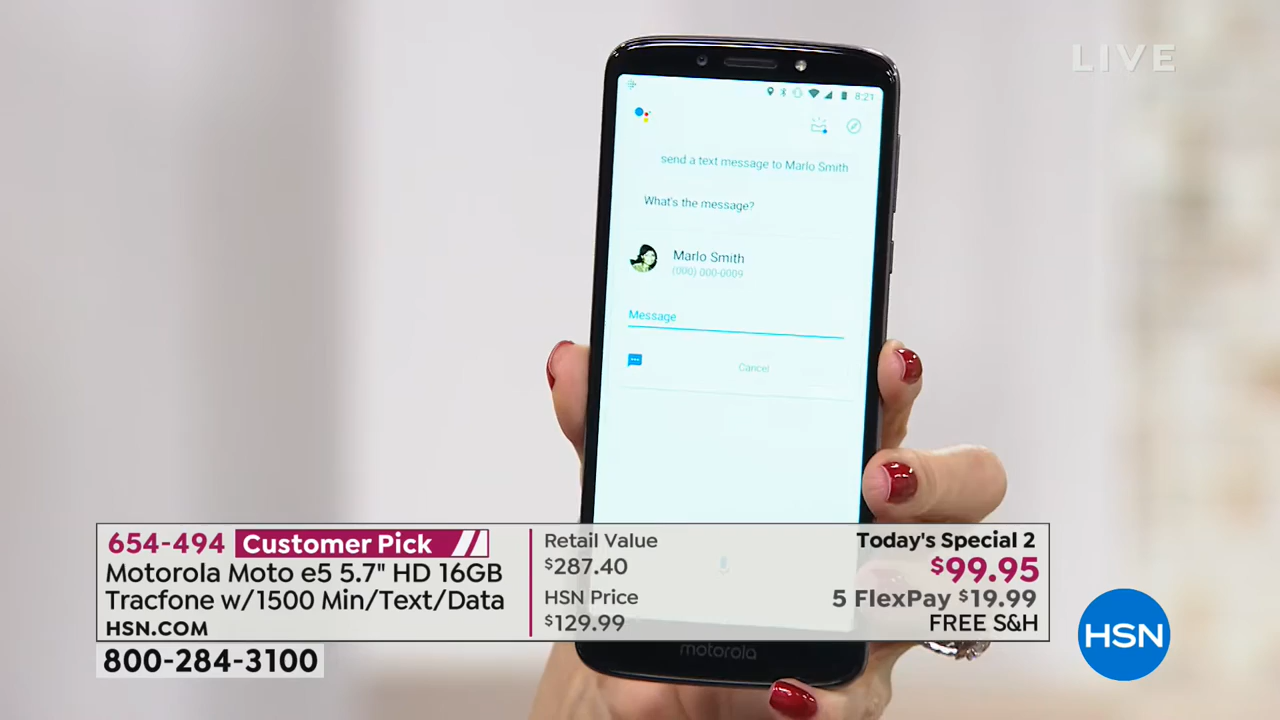 LIVE
8:21
send a text message to Marlo Smith
What's the message?
Marlo Smith
(000) 000-0009
Message
Cancel
654-494 Customer Pick
Motorola Moto e5 5.7" HD 16GB
Tracfone w/1500 Min/Text/Data
HSN.COM
800-284-3100
Retail Value
$287.40
HSN Price
$129.99
Today's Special 2
$99.95
5 FlexPay $19.99
FREE S&H
HSN
motorola